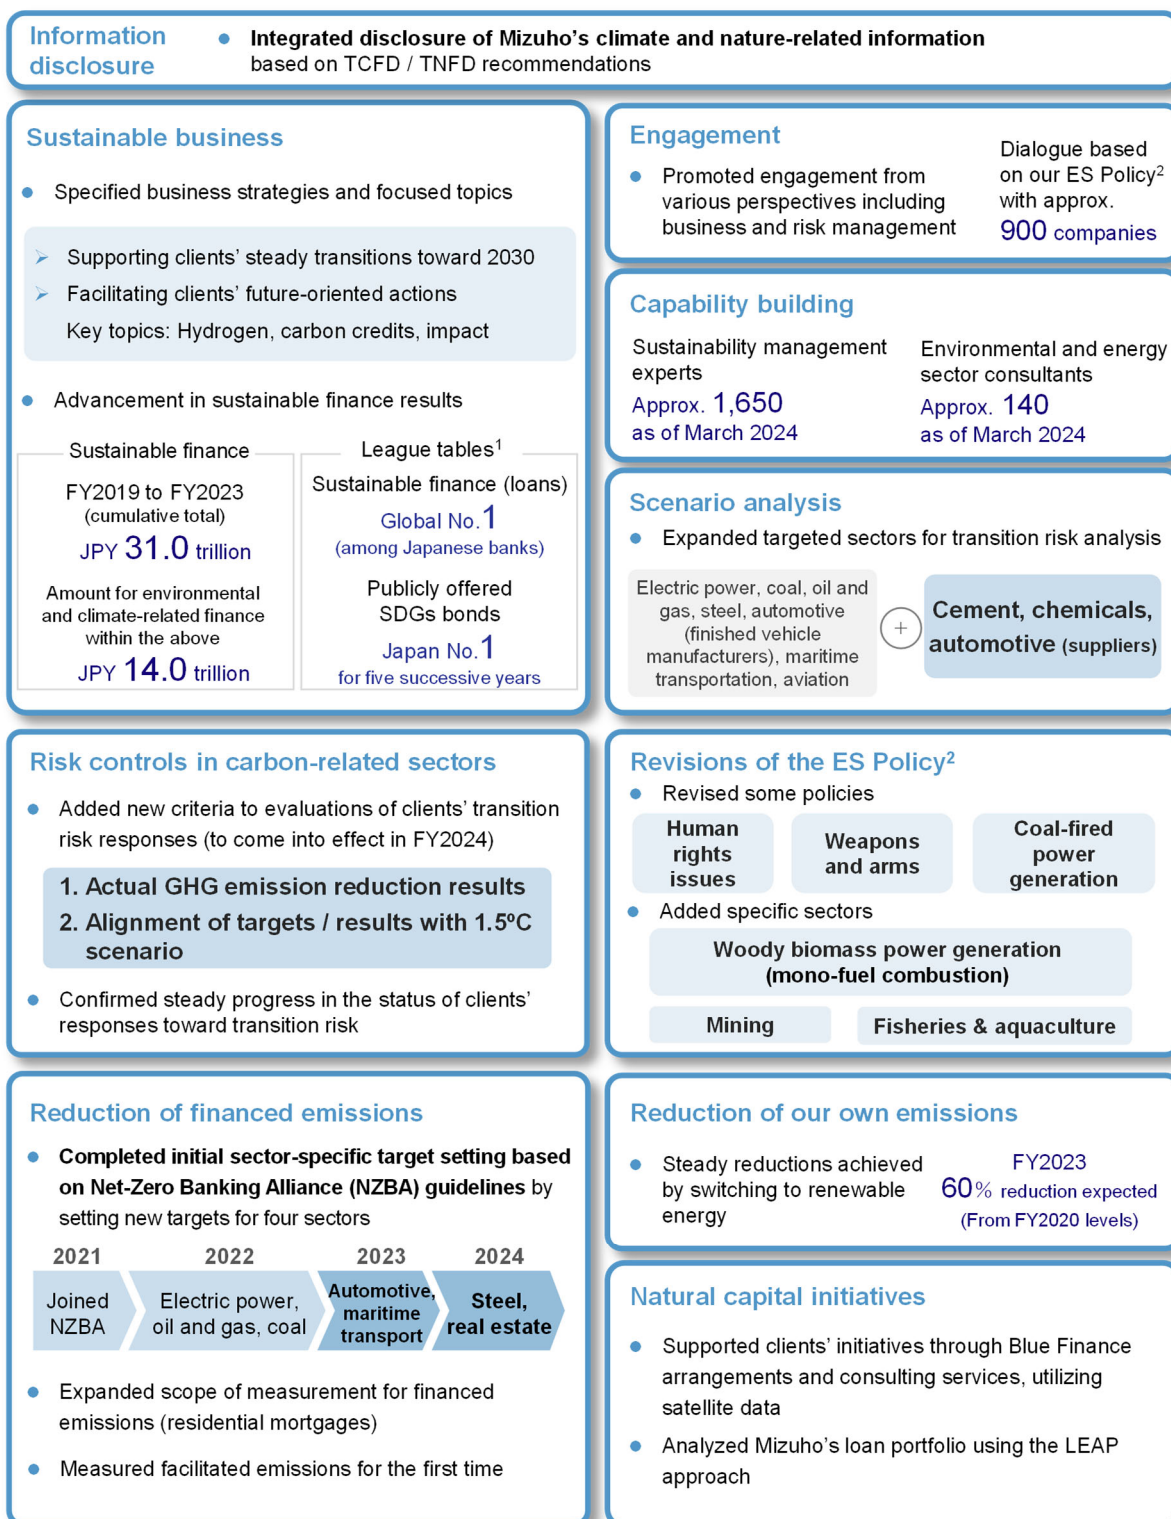 Information
disclosure
● Integrated disclosure of Mizuho's climate and nature-related information
based on TCFD / TNFD recommendations
Sustainable business
● Specified business strategies and focused topics
➢ Supporting clients' steady transitions toward 2030
➢ Facilitating clients' future-oriented actions
Key topics: Hydrogen, carbon credits, impact
● Advancement in sustainable finance results
Sustainable finance
FY2019 to FY2023
(cumulative total)
JPY 31.0 trillion
Amount for environmental
and climate-related finance
within the above
JPY 14.0 trillion
League tables¹
Sustainable finance (loans)
Global No.1
(among Japanese banks)
Publicly offered
SDGs bonds
Japan No.1
for five successive years
Engagement
● Promoted engagement from
various perspectives including
business and risk management
Dialogue based
on our ES Policy²
with approx.
900 companies
Capability building
Sustainability management
experts
Approx. 1,650
as of March 2024
Environmental and energy
sector consultants
Approx. 140
as of March 2024
Scenario analysis
● Expanded targeted sectors for transition risk analysis
Electric power, coal, oil and
gas, steel, automotive
(finished vehicle
manufacturers), maritime
transportation, aviation
+
Cement, chemicals,
automotive (suppliers)
Risk controls in carbon-related sectors
● Added new criteria to evaluations of clients' transition
risk responses (to come into effect in FY2024)
1. Actual GHG emission reduction results
2. Alignment of targets / results with 1.5ºC
scenario
● Confirmed steady progress in the status of clients'
responses toward transition risk
Revisions of the ES Policy²
● Revised some policies
Human
rights
issues
Weapons
and arms
Coal-fired
power
generation
● Added specific sectors
Woody biomass power generation
(mono-fuel combustion)
Mining
Fisheries & aquaculture
Reduction of financed emissions
● Completed initial sector-specific target setting based
on Net-Zero Banking Alliance (NZBA) guidelines by
setting new targets for four sectors
2021
2022
2023
2024
Joined
NZBA
Electric power,
oil and gas, coal
Automotive,
maritime
transport
Steel,
real estate
● Expanded scope of measurement for financed
emissions (residential mortgages)
● Measured facilitated emissions for the first time
Reduction of our own emissions
● Steady reductions achieved
by switching to renewable
energy
FY2023
60% reduction expected
(From FY2020 levels)
Natural capital initiatives
● Supported clients' initiatives through Blue Finance
arrangements and consulting services, utilizing
satellite data
● Analyzed Mizuho's loan portfolio using the LEAP
approach